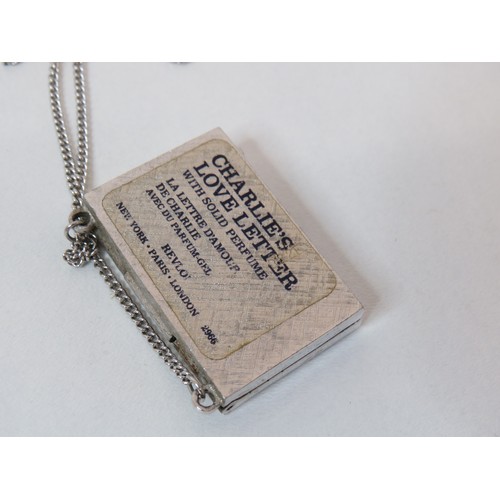 CHARLIE'S
LOVE LETTER
WITH SOLID PERFUME
LA LETTRE D'AMOUR
DE CHARLIE
AVEC DU PARFUM-GEL
REVLON
NEW YORK • PARIS • LONDON
2966